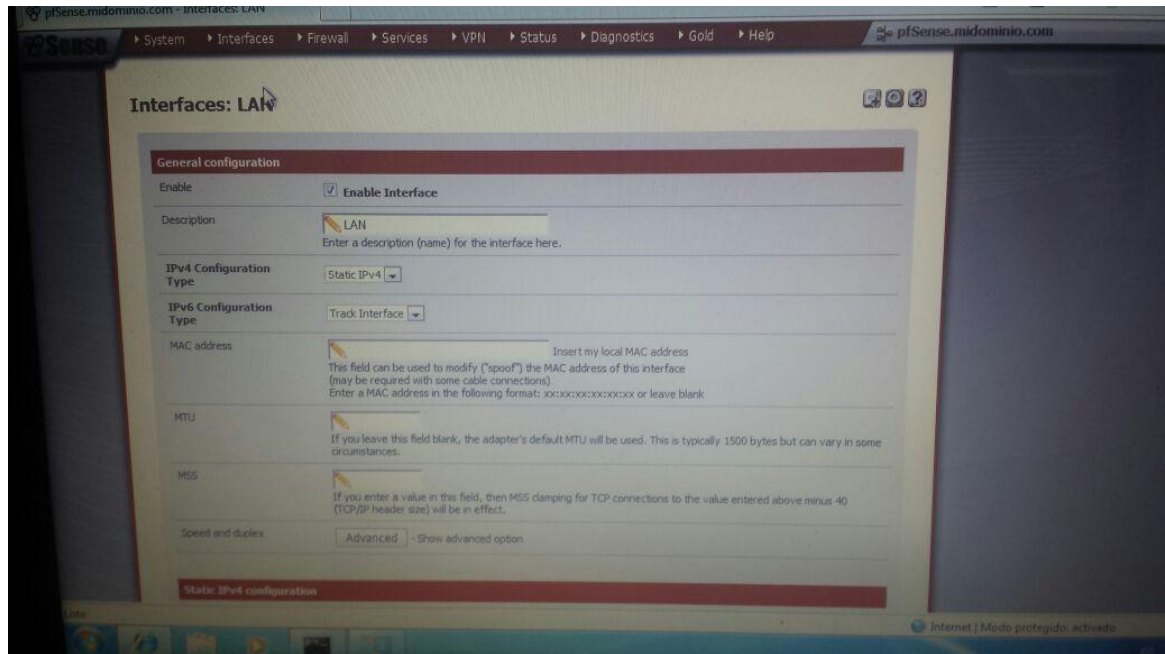 pfSense.midominio.com - Interfaces: LAN
Sense
System Interfaces Firewall Services VPN Status Diagnostics Gold Help pfSense.midominio.com
Interfaces: LAN
General configuration
Enable Enable Interface
Description LAN
Enter a description (name) for the interface here.
IPv4 Configuration
Type Static IPv4
IPv6 Configuration
Type Track Interface
MAC address Insert my local MAC address
This field can be used to modify ("spoof") the MAC address of this interface
(may be required with some cable connections)
Enter a MAC address in the following format: xx:xx:xx:xx:xx:xx or leave blank
MTU
If you leave this field blank, the adapter's default MTU will be used. This is typically 1500 bytes but can vary in some
circumstances.
MSS
If you enter a value in this field, then MSS clamping for TCP connections to the value entered above minus 40
(TCP/IP header size) will be in effect.
Speed and duplex Advanced - Show advanced option
Static IPv4 configuration
Listo
Internet | Modo protegido: activado